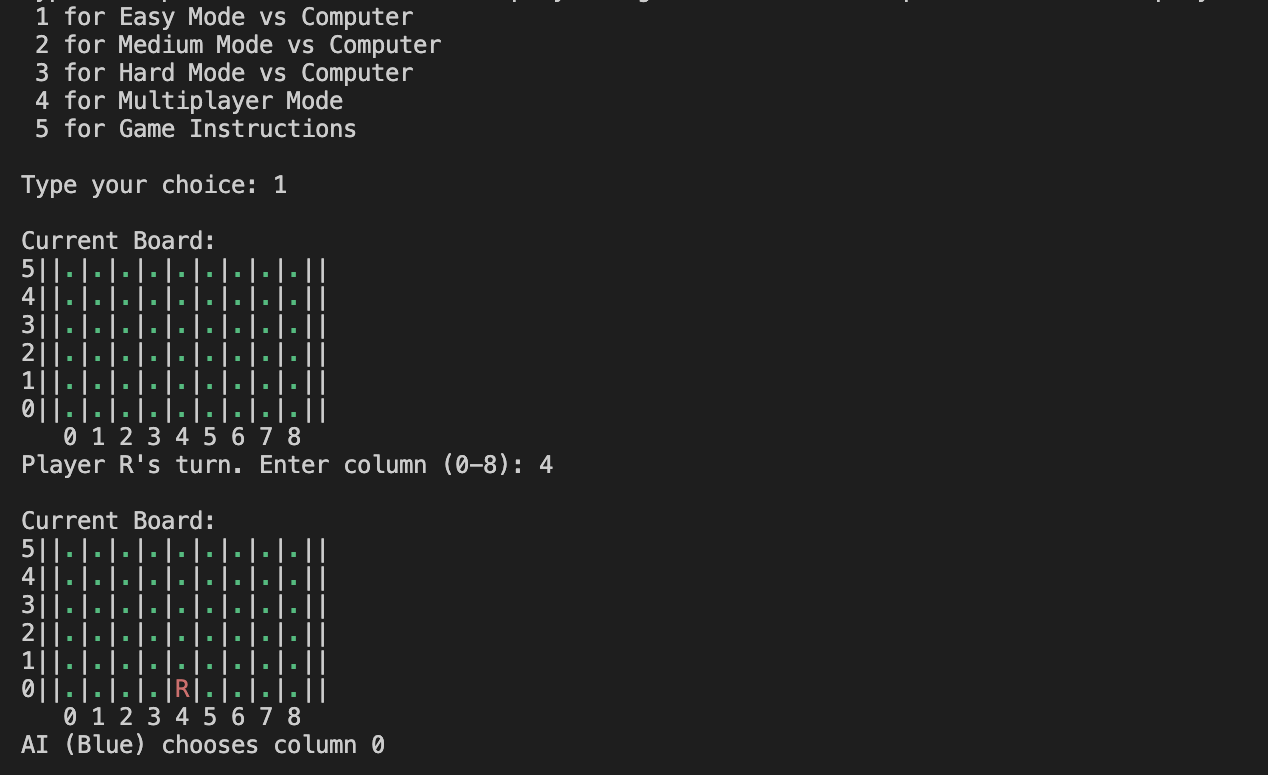 1 for Easy Mode vs Computer
2 for Medium Mode vs Computer
3 for Hard Mode vs Computer
4 for Multiplayer Mode
5 for Game Instructions
Type your choice: 1
Current Board:
5||.|.|.|.|.|.|.|.|.||
4||.|.|.|.|.|.|.|.|.||
3||.|.|.|.|.|.|.|.|.||
2||.|.|.|.|.|.|.|.|.||
1||.|.|.|.|.|.|.|.|.||
0||.|.|.|.|.|.|.|.|.||
0 1 2 3 4 5 6 7 8
Player R's turn. Enter column (0-8): 4
Current Board:
5||.|.|.|.|.|.|.|.|.||
4||.|.|.|.|.|.|.|.|.||
3||.|.|.|.|.|.|.|.|.||
2||.|.|.|.|.|.|.|.|.||
1||.|.|.|.|.|.|.|.|.||
0||.|.|.|.|R|.|.|.|.||
0 1 2 3 4 5 6 7 8
AI (Blue) chooses column 0